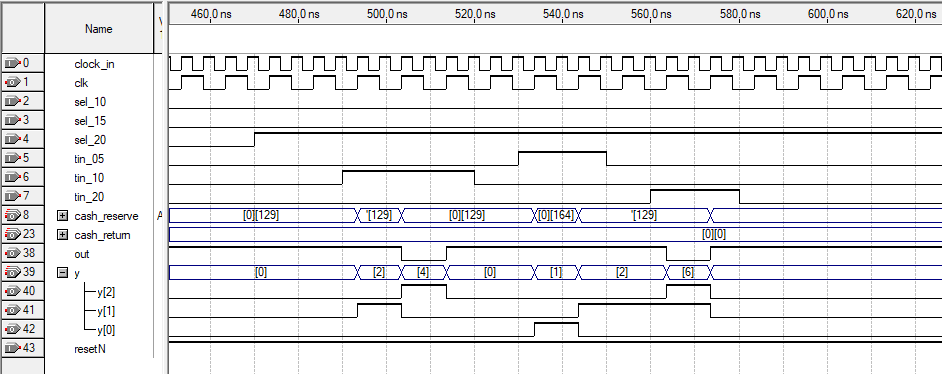 Name
V
460.0 ns 480.0 ns 500.0 ns 520.0 ns 540.0 ns 560.0 ns 580.0 ns 600.0 ns 620.0 ns
0 clock_in
1 clk
2 sel_10
3 sel_15
4 sel_20
5 tin_05
6 tin_10
7 tin_20
8 cash_reserve A [0][129] '[129] [0][129] [0][164] '[129]
23 cash_return [0][0]
38 out
39 y [0] [2] [4] [0] [1] [2] [6]
40 y[2]
41 y[1]
42 y[0]
43 resetN